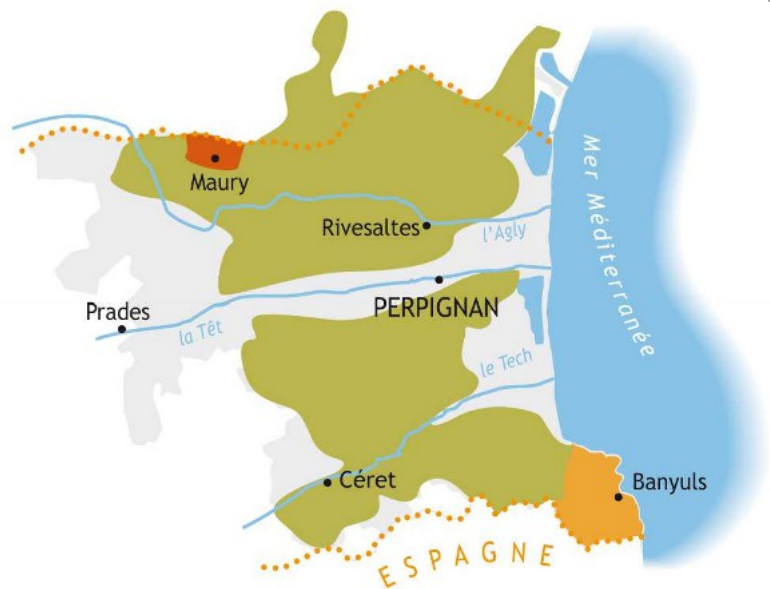 Maury
Rivesaltes
l'Agly
Mer Méditerranée
Prades
la Têt
PERPIGNAN
le Tech
Céret
Banyuls
ESPAGNE